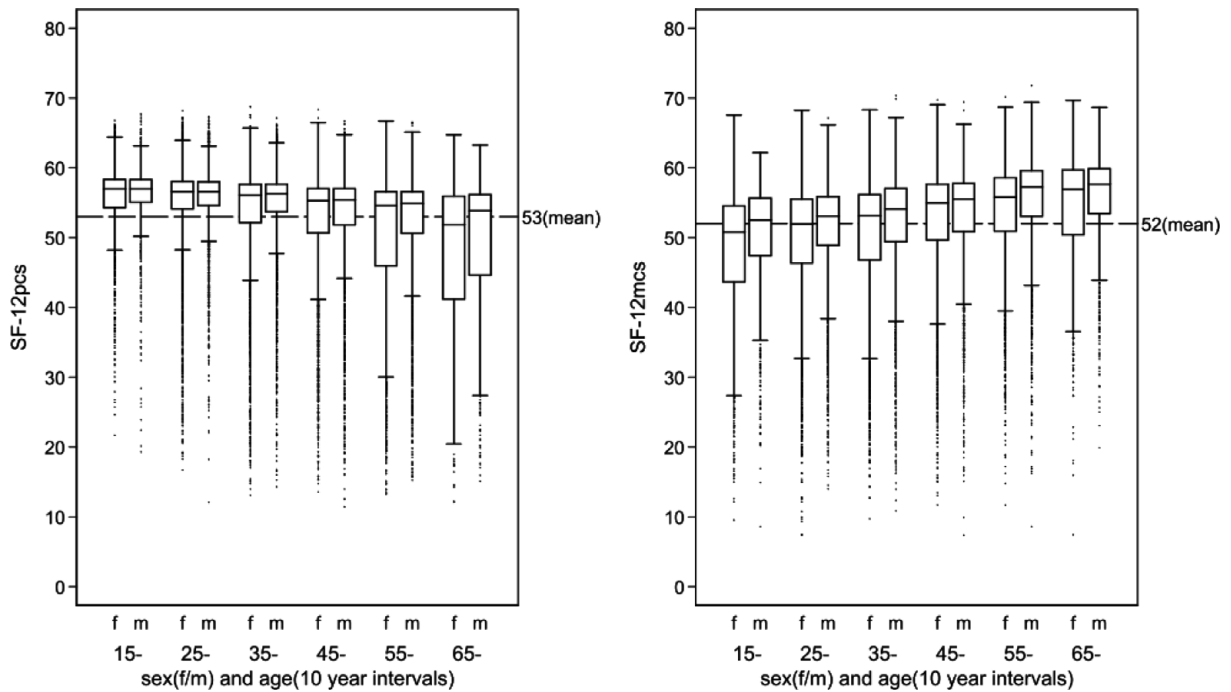 80
70
60
50
40
30
20
10
0
SF-12pcs
53(mean)
f m f m f m f m f m f m
15- 25- 35- 45- 55- 65-
sex(f/m) and age(10 year intervals)
80
70
60
50
40
30
20
10
0
SF-12mcs
52(mean)
f m f m f m f m f m f m
15- 25- 35- 45- 55- 65-
sex(f/m) and age(10 year intervals)